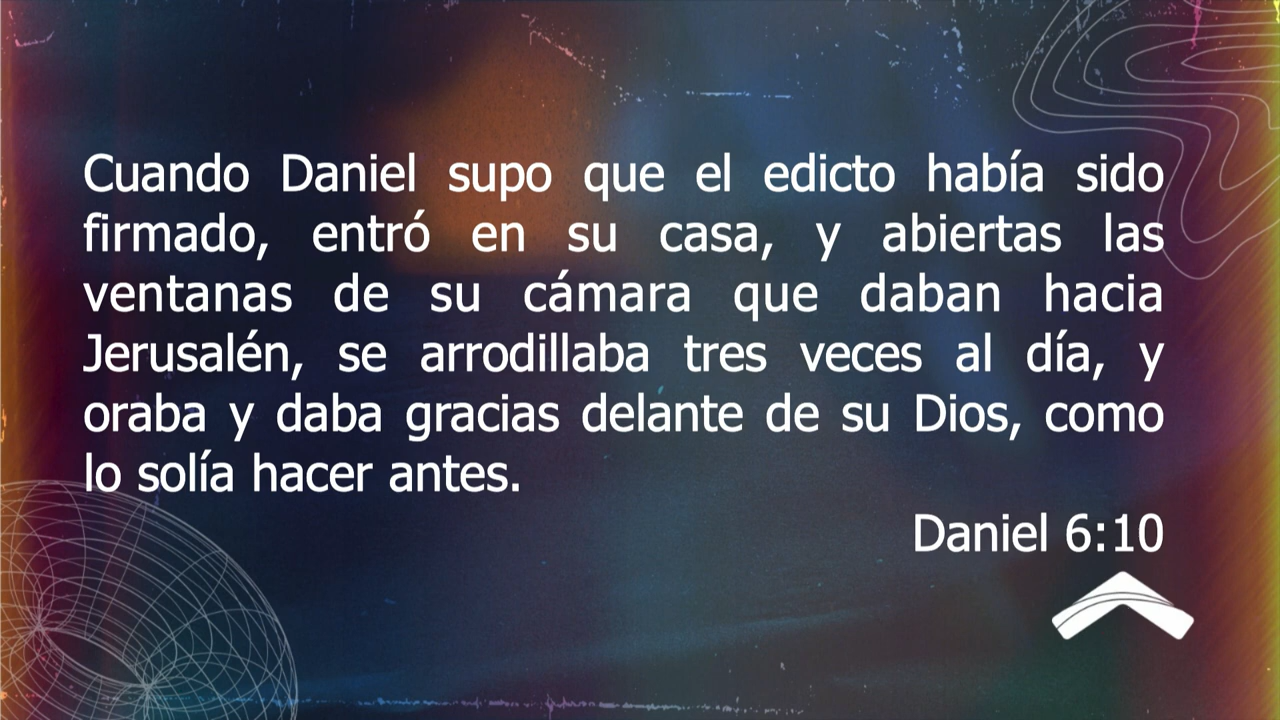 Cuando Daniel supo que el edicto había sido
firmado, entró en su casa, y abiertas las
ventanas de su cámara que daban hacia
Jerusalén, se arrodillaba tres veces al día, y
oraba y daba gracias delante de su Dios, como
lo solía hacer antes.
Daniel 6:10